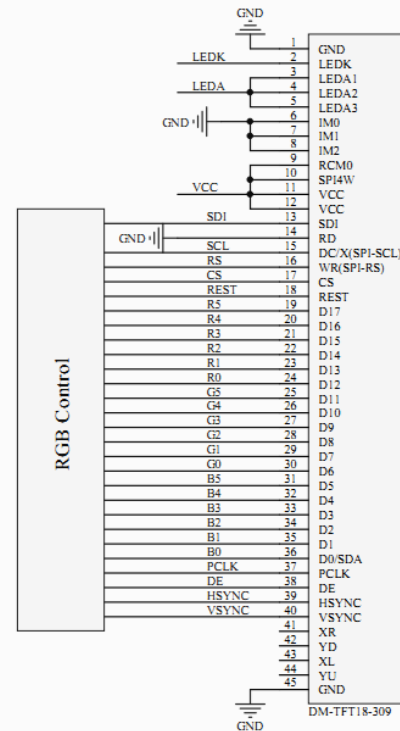 GND
1 GND
LEDK 2 LEDK
3 LEDA1
LEDA 4 LEDA2
5 LEDA3
GND 6 IM0
7 IM1
8 IM2
9 RCM0
10 SPI4W
VCC 11 VCC
12 VCC
SDI 13 SDI
GND 14 RD
SCL 15 DC/X(SPI-SCL)
RS 16 WR(SPI-RS)
CS 17 CS
REST 18 REST
R5 19 D17
R4 20 D16
R3 21 D15
R2 22 D14
R1 23 D13
R0 24 D12
G5 25 D11
G4 26 D10
G3 27 D9
G2 28 D8
G1 29 D7
G0 30 D6
B5 31 D5
B4 32 D4
B3 33 D3
B2 34 D2
B1 35 D1
B0 36 D0/SDA
PCLK 37 PCLK
DE 38 DE
HSYNC 39 HSYNC
VSYNC 40 VSYNC
41 XR
42 YD
43 XL
44 YU
45 GND
GND
DM-TFT18-309
RGB Control